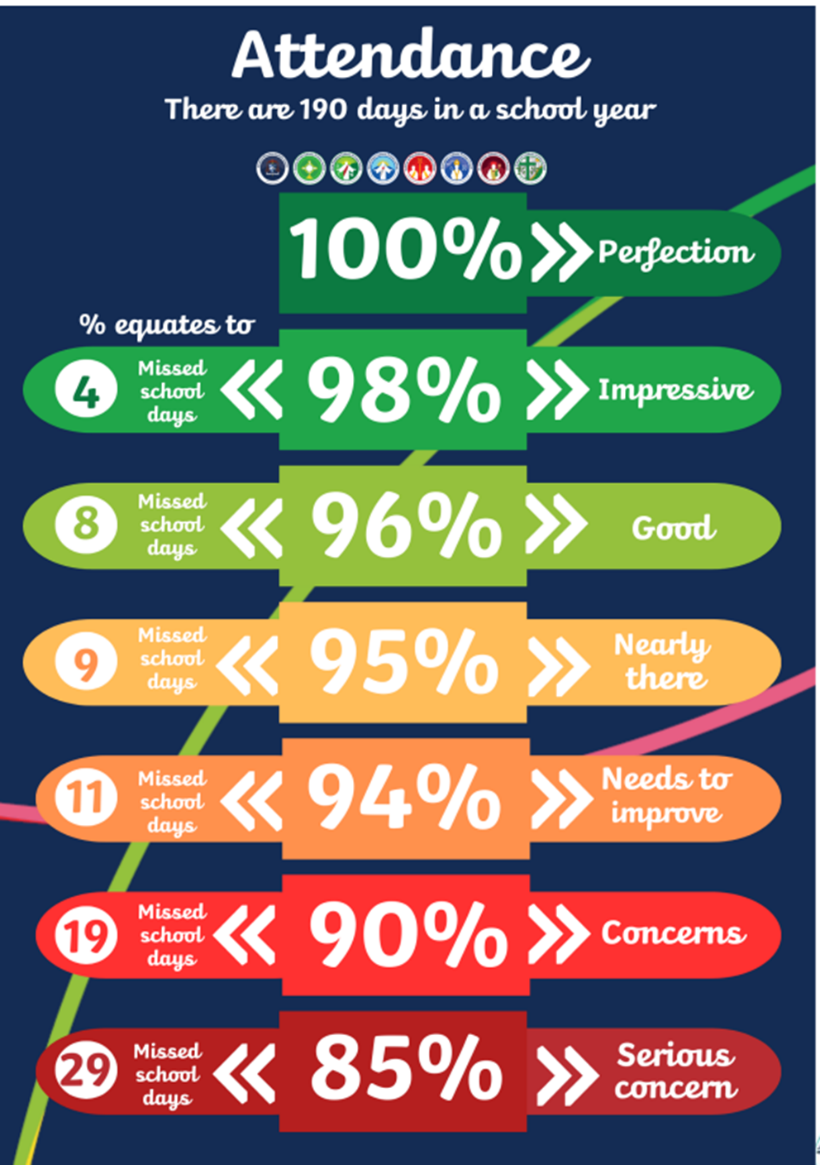 Attendance
There are 190 days in a school year
100%
Perfection
% equates to
4
Missed
school
days
98%
Impressive
8
Missed
school
days
96%
Good
9
Missed
school
days
95%
Nearly
there
11
Missed
school
days
94%
Needs to
improve
19
Missed
school
days
90%
Concerns
29
Missed
school
days
85%
Serious
concern